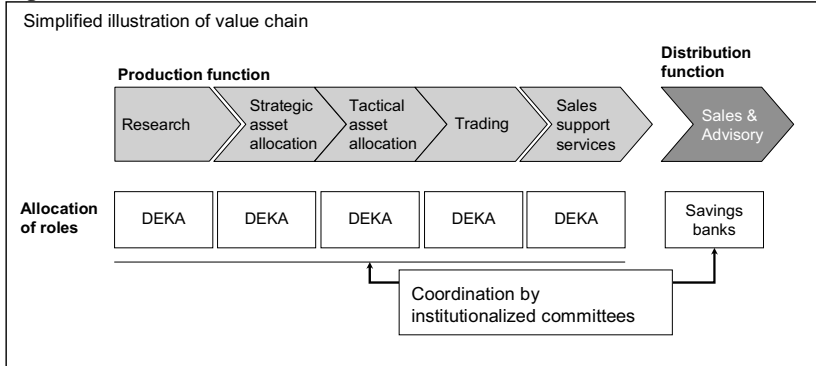 Simplified illustration of value chain
Production function
Distribution
function
Research
Strategic
asset
allocation
Tactical
asset
allocation
Trading
Sales
support
services
Sales &
Advisory
Allocation
of roles
DEKA
DEKA
DEKA
DEKA
DEKA
Savings
banks
Coordination by
institutionalized committees